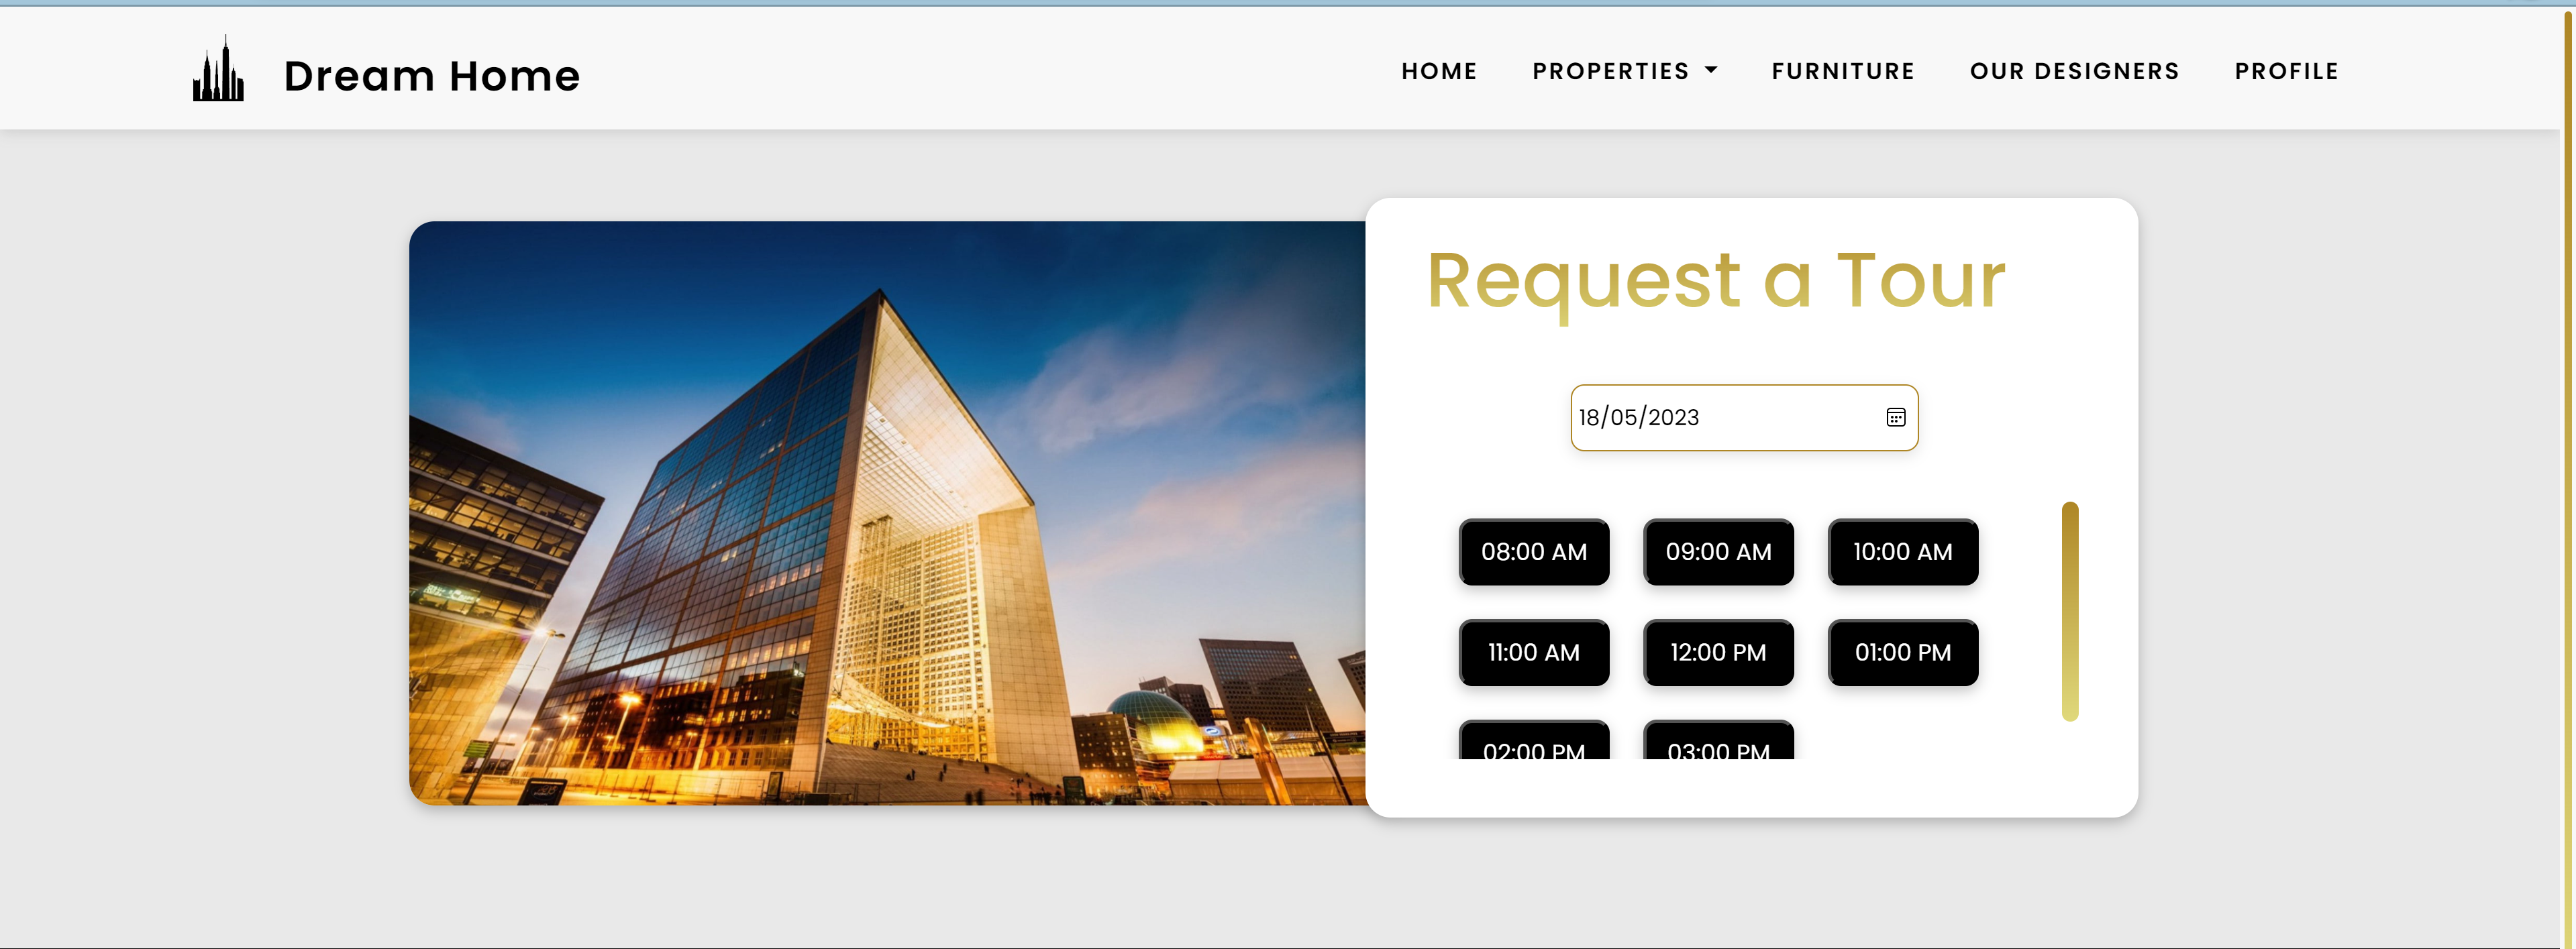 Dream Home
HOME PROPERTIES FURNITURE OUR DESIGNERS PROFILE
Request a Tour
18/05/2023
08:00 AM 09:00 AM 10:00 AM
11:00 AM 12:00 PM 01:00 PM
02:00 PM 03:00 PM